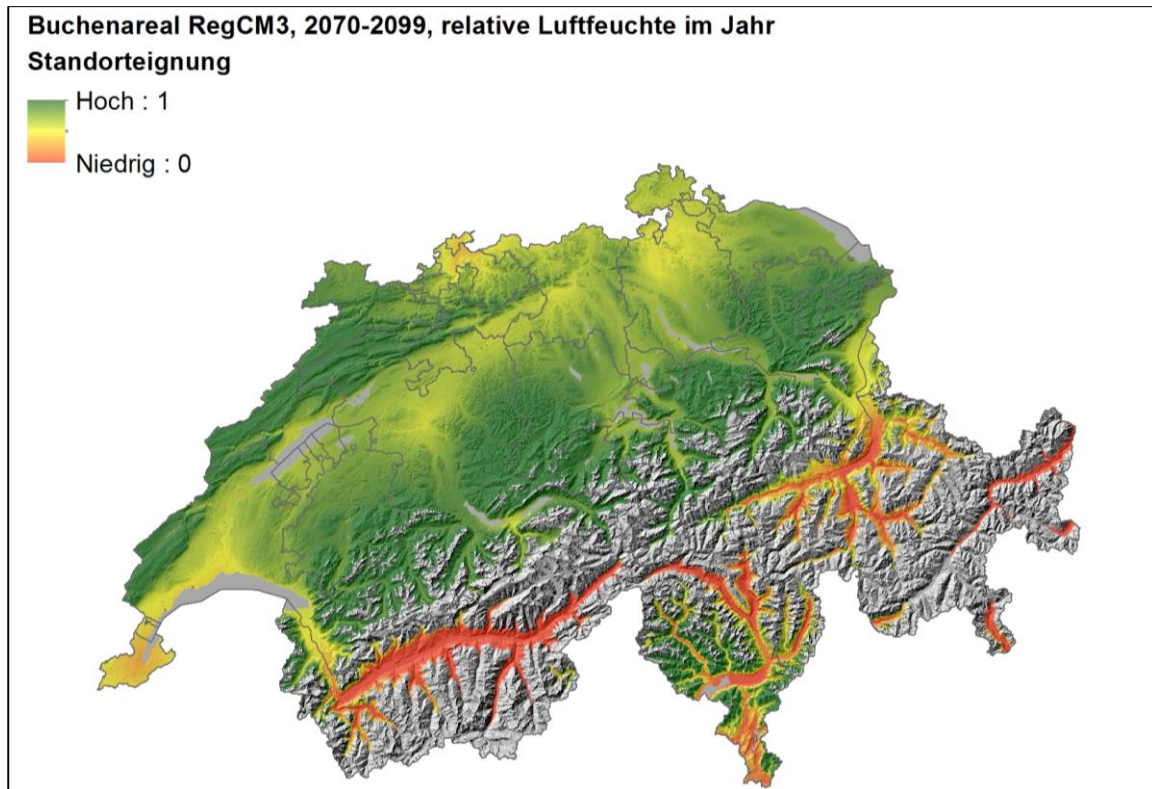 Buchenareal RegCM3, 2070-2099, relative Luftfeuchte im Jahr
Standorteignung
Hoch : 1
Niedrig : 0